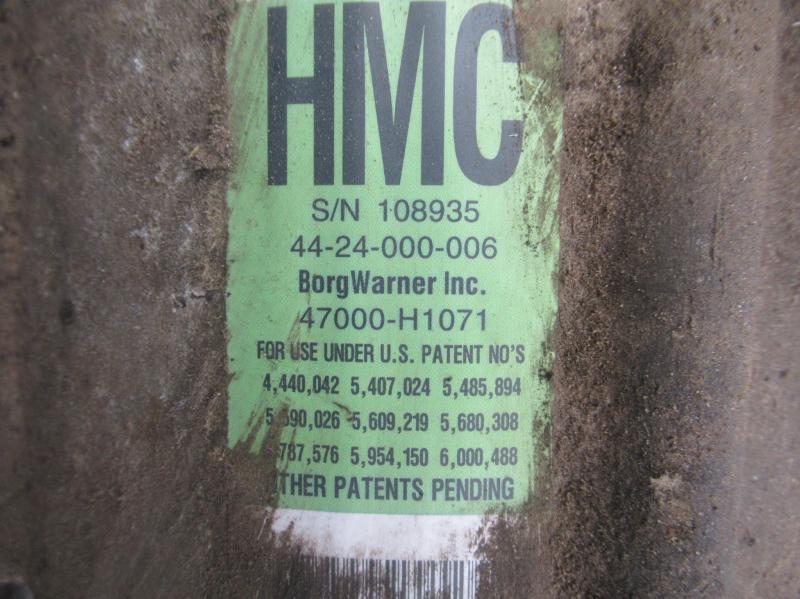 HMC
S/N 108935
44-24-000-006
BorgWarner Inc.
47000-H1071
FOR USE UNDER U.S. PATENT NO'S
4,440,042 5,407,024 5,485,894
5,609,219 5,680,308
5,954,150 6,000,488
PATENTS PENDING